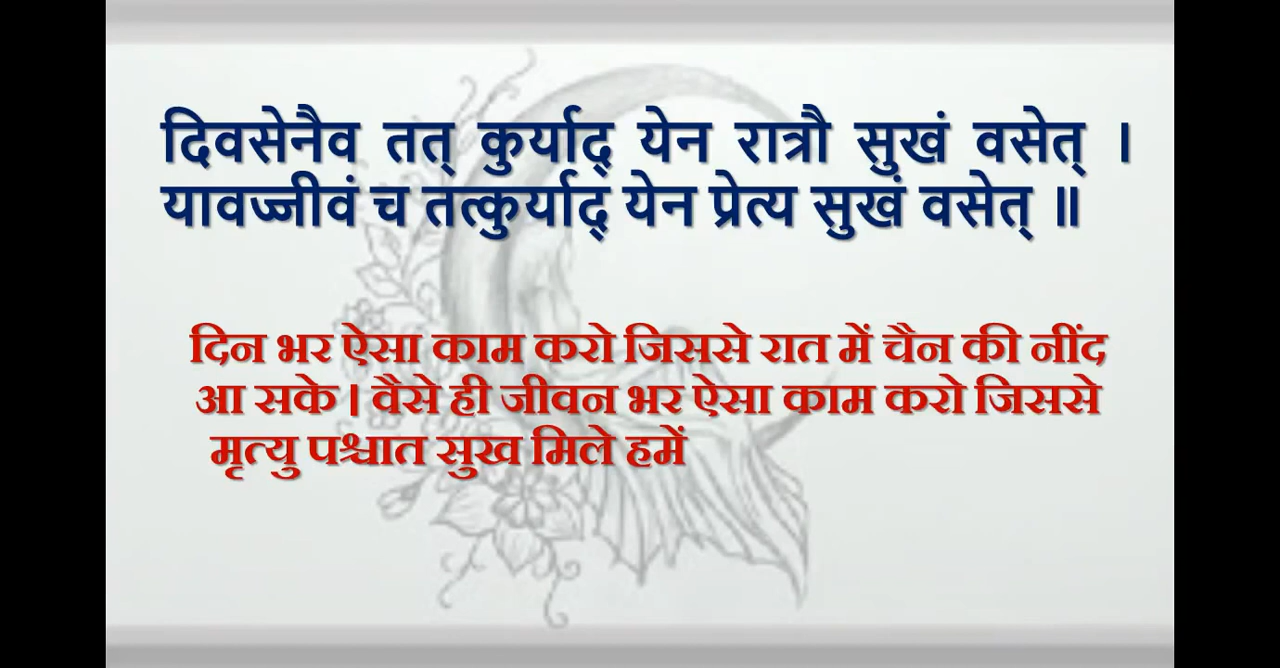 दिवसेनैव तत् कुर्याद् येन रात्रौ सुखं वसेत् ।
यावज्जीवं च तत्कुर्याद् येन प्रेत्य सुखं वसेत् ॥
दिन भर ऐसा काम करो जिससे रात में चैन की नींद
आ सके । वैसे ही जीवन भर ऐसा काम करो जिससे
मृत्यु पश्चात सुख मिले हमें